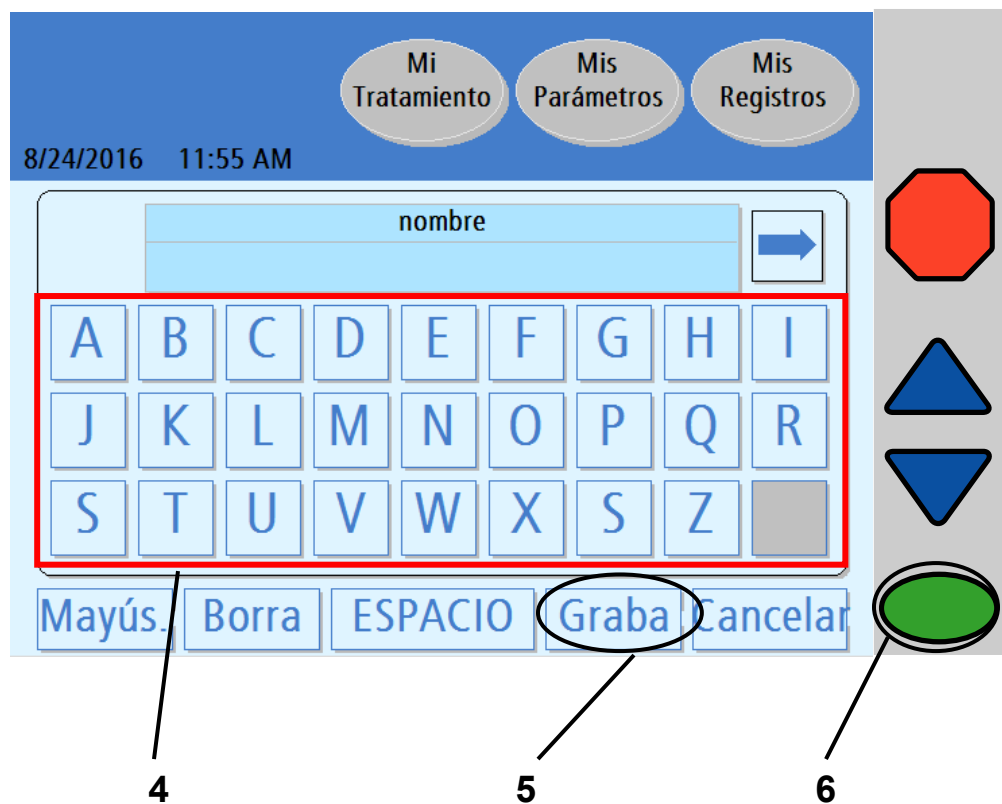 Mi
Tratamiento
Mis
Parámetros
Mis
Registros
8/24/2016 11:55 AM
nombre
A B C D E F G H I
J K L M N O P Q R
S T U V W X S Z
Mayús. Borra ESPACIO Graba Cancelar
4 5 6